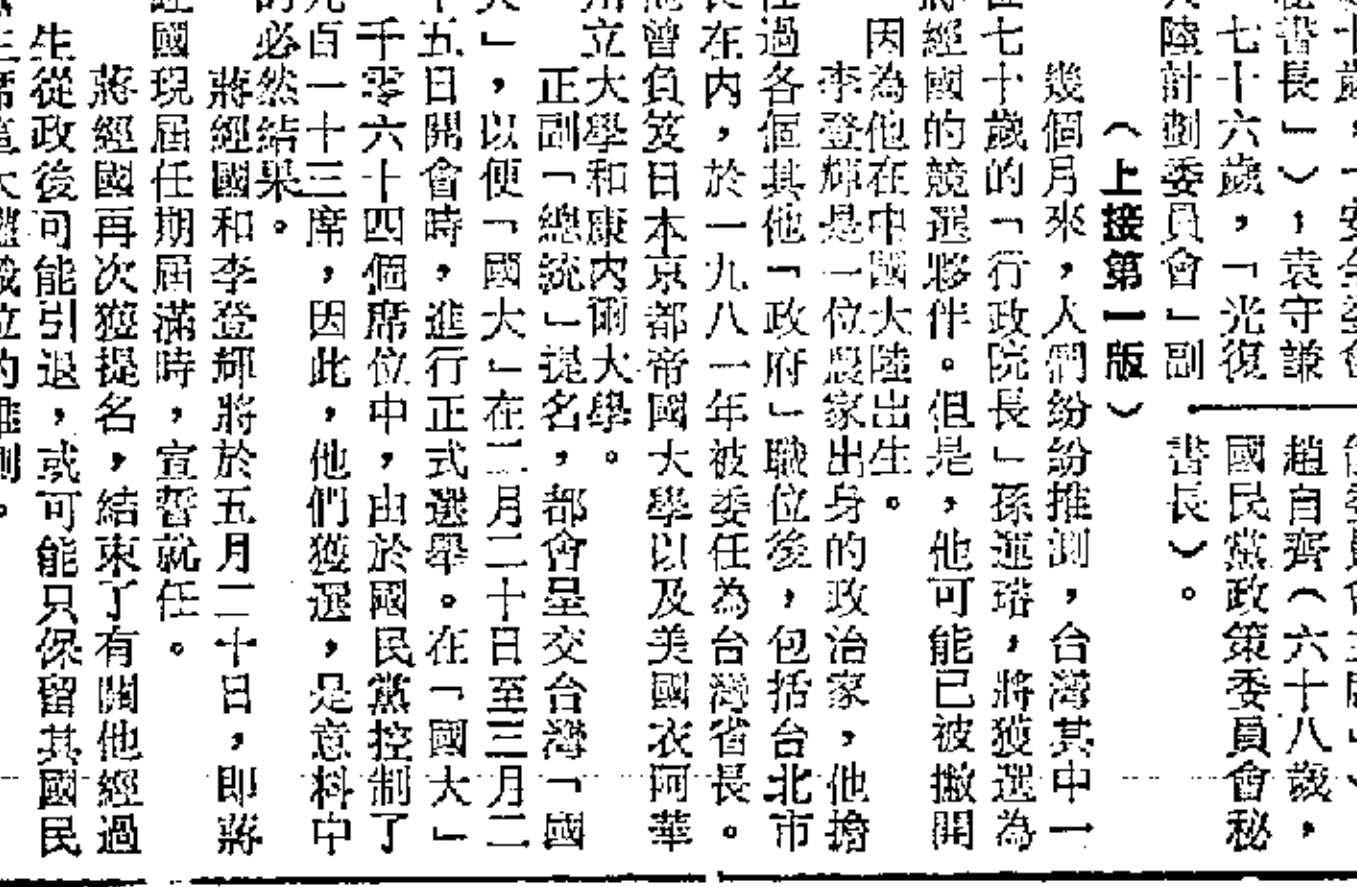 秘書長」），袁守謙
七十六歲，「光復
大陸計劃委員會」副
趙自齊（六十八歲，
國民黨政策委員會秘
書長）。
（上接第一版）
幾個月來，人們紛紛推測，台灣其中一
七十歲的「行政院長」孫運璿，將獲選為
蔣經國的競選夥伴。但是，他可能已被撇開
因為他在中國大陸出生。
李登輝是一位農家出身的政治家，他擔
任過各個其他「政府」職位後，包括台北市
長在內，於一九八一年被委任為台灣省長。
他曾負笈日本京都帝國大學以及美國衣阿華
州立大學和康內爾大學。
正副「總統」提名，都會呈交台灣「國
大」，以便「國大」在二月二十日至三月二
十五日開會時，進行正式選舉。在「國大」
千零六十四個席位中，由於國民黨控制了
九百一十三席，因此，他們獲選，是意料中
的必然結果。
蔣經國和李登輝將於五月二十日，即蔣
經國現屆任期屆滿時，宣誓就任。
蔣經國再次獲提名，結束了有關他經過
生從政後可能引退，或可能只保留其國民